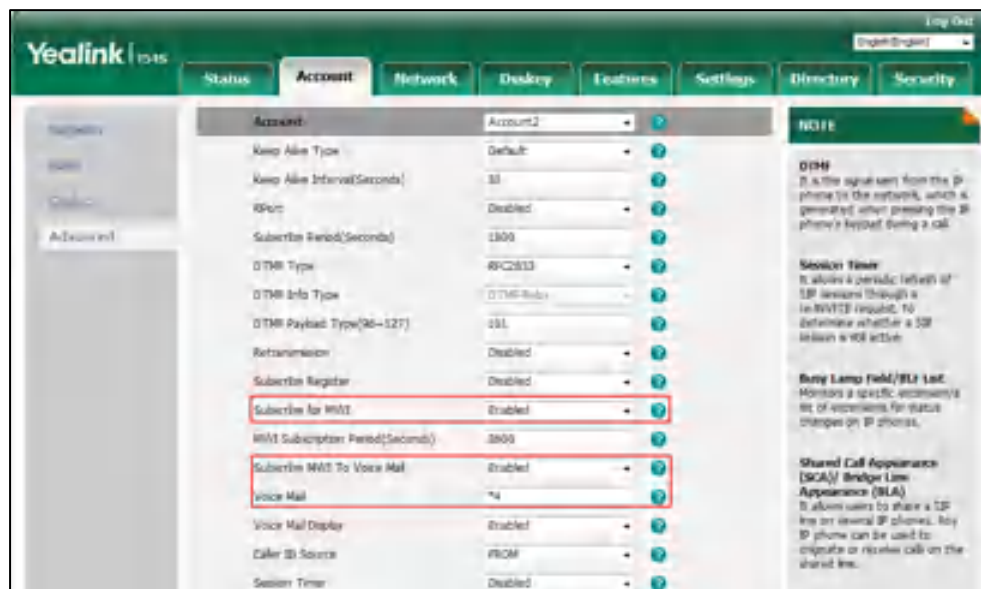 Log Out
Yealink T54S
English(English)
Status Account Network Dsskey Features Settings Directory Security
Register
Basic
Codec
Advanced
Account Account2
Keep Alive Type Default
Keep Alive Interval(Seconds) 30
RPort Disabled
Subscribe Period(Seconds) 1800
DTMF Type RFC2833
DTMF Info Type DTMF-Relay
DTMF Payload Type(96~127) 101
Retransmission Disabled
Subscribe Register Disabled
Subscribe for MWI Enabled
MWI Subscription Period(Seconds) 3600
Subscribe MWI To Voice Mail Enabled
Voice Mail *4
Voice Mail Display Enabled
Caller ID Source FROM
Session Timer Disabled
NOTE
DTMF
It is the signal sent from the IP
phone to the network, which is
generated when pressing the IP
phone's keypad during a call.
Session Timer
It allows a periodic refresh of
SIP sessions through a
re-INVITE request, to
determine whether a SIP
session is still active.
Busy Lamp Field/BLF List
Monitors a specific extension/a
list of extensions for status
changes on IP phones.
Shared Call Appearance
(SCA)/ Bridge Line
Appearance (BLA)
It allows users to share a SIP
line on several IP phones. Any
IP phone can be used to
originate or receive calls on the
shared line.